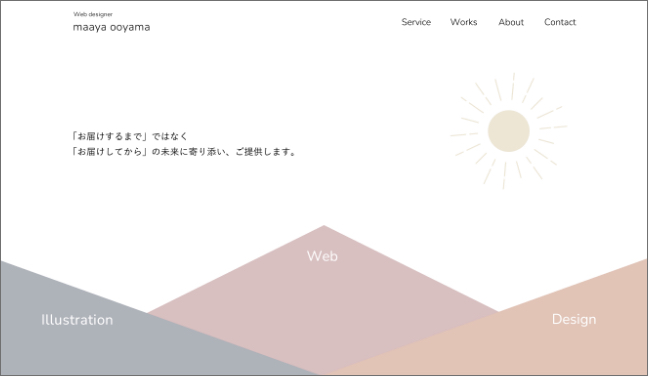 Web designer
maaya ooyama
Service Works About Contact
「お届けするまで」ではなく
「お届けしてから」の未来に寄り添い、ご提供します。
Web
Illustration
Design